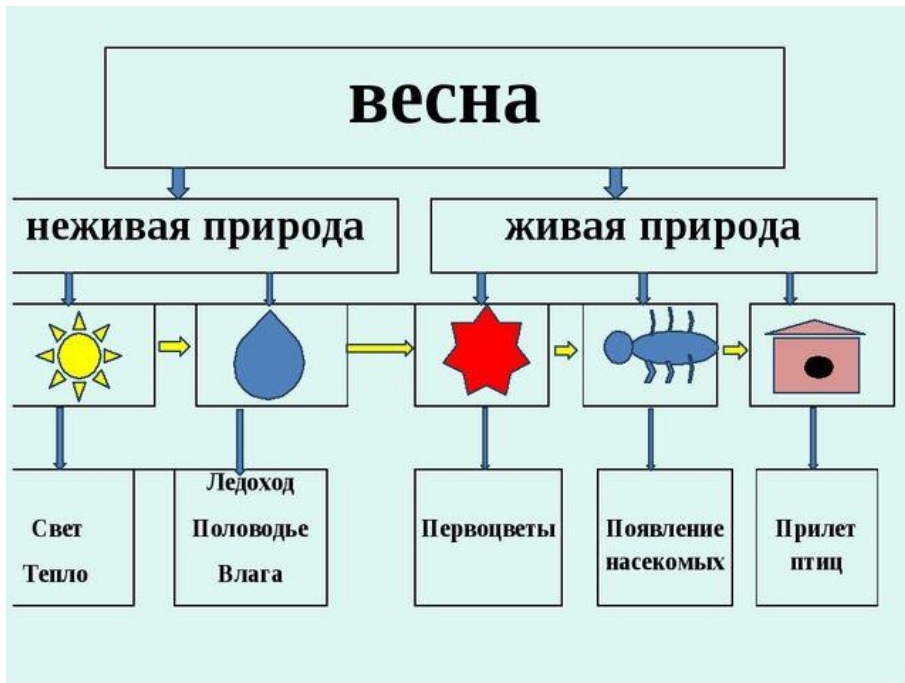 весна
неживая природа
живая природа
Свет
Тепло
Ледоход
Половодье
Влага
Первоцветы
Появление
насекомых
Прилет
птиц